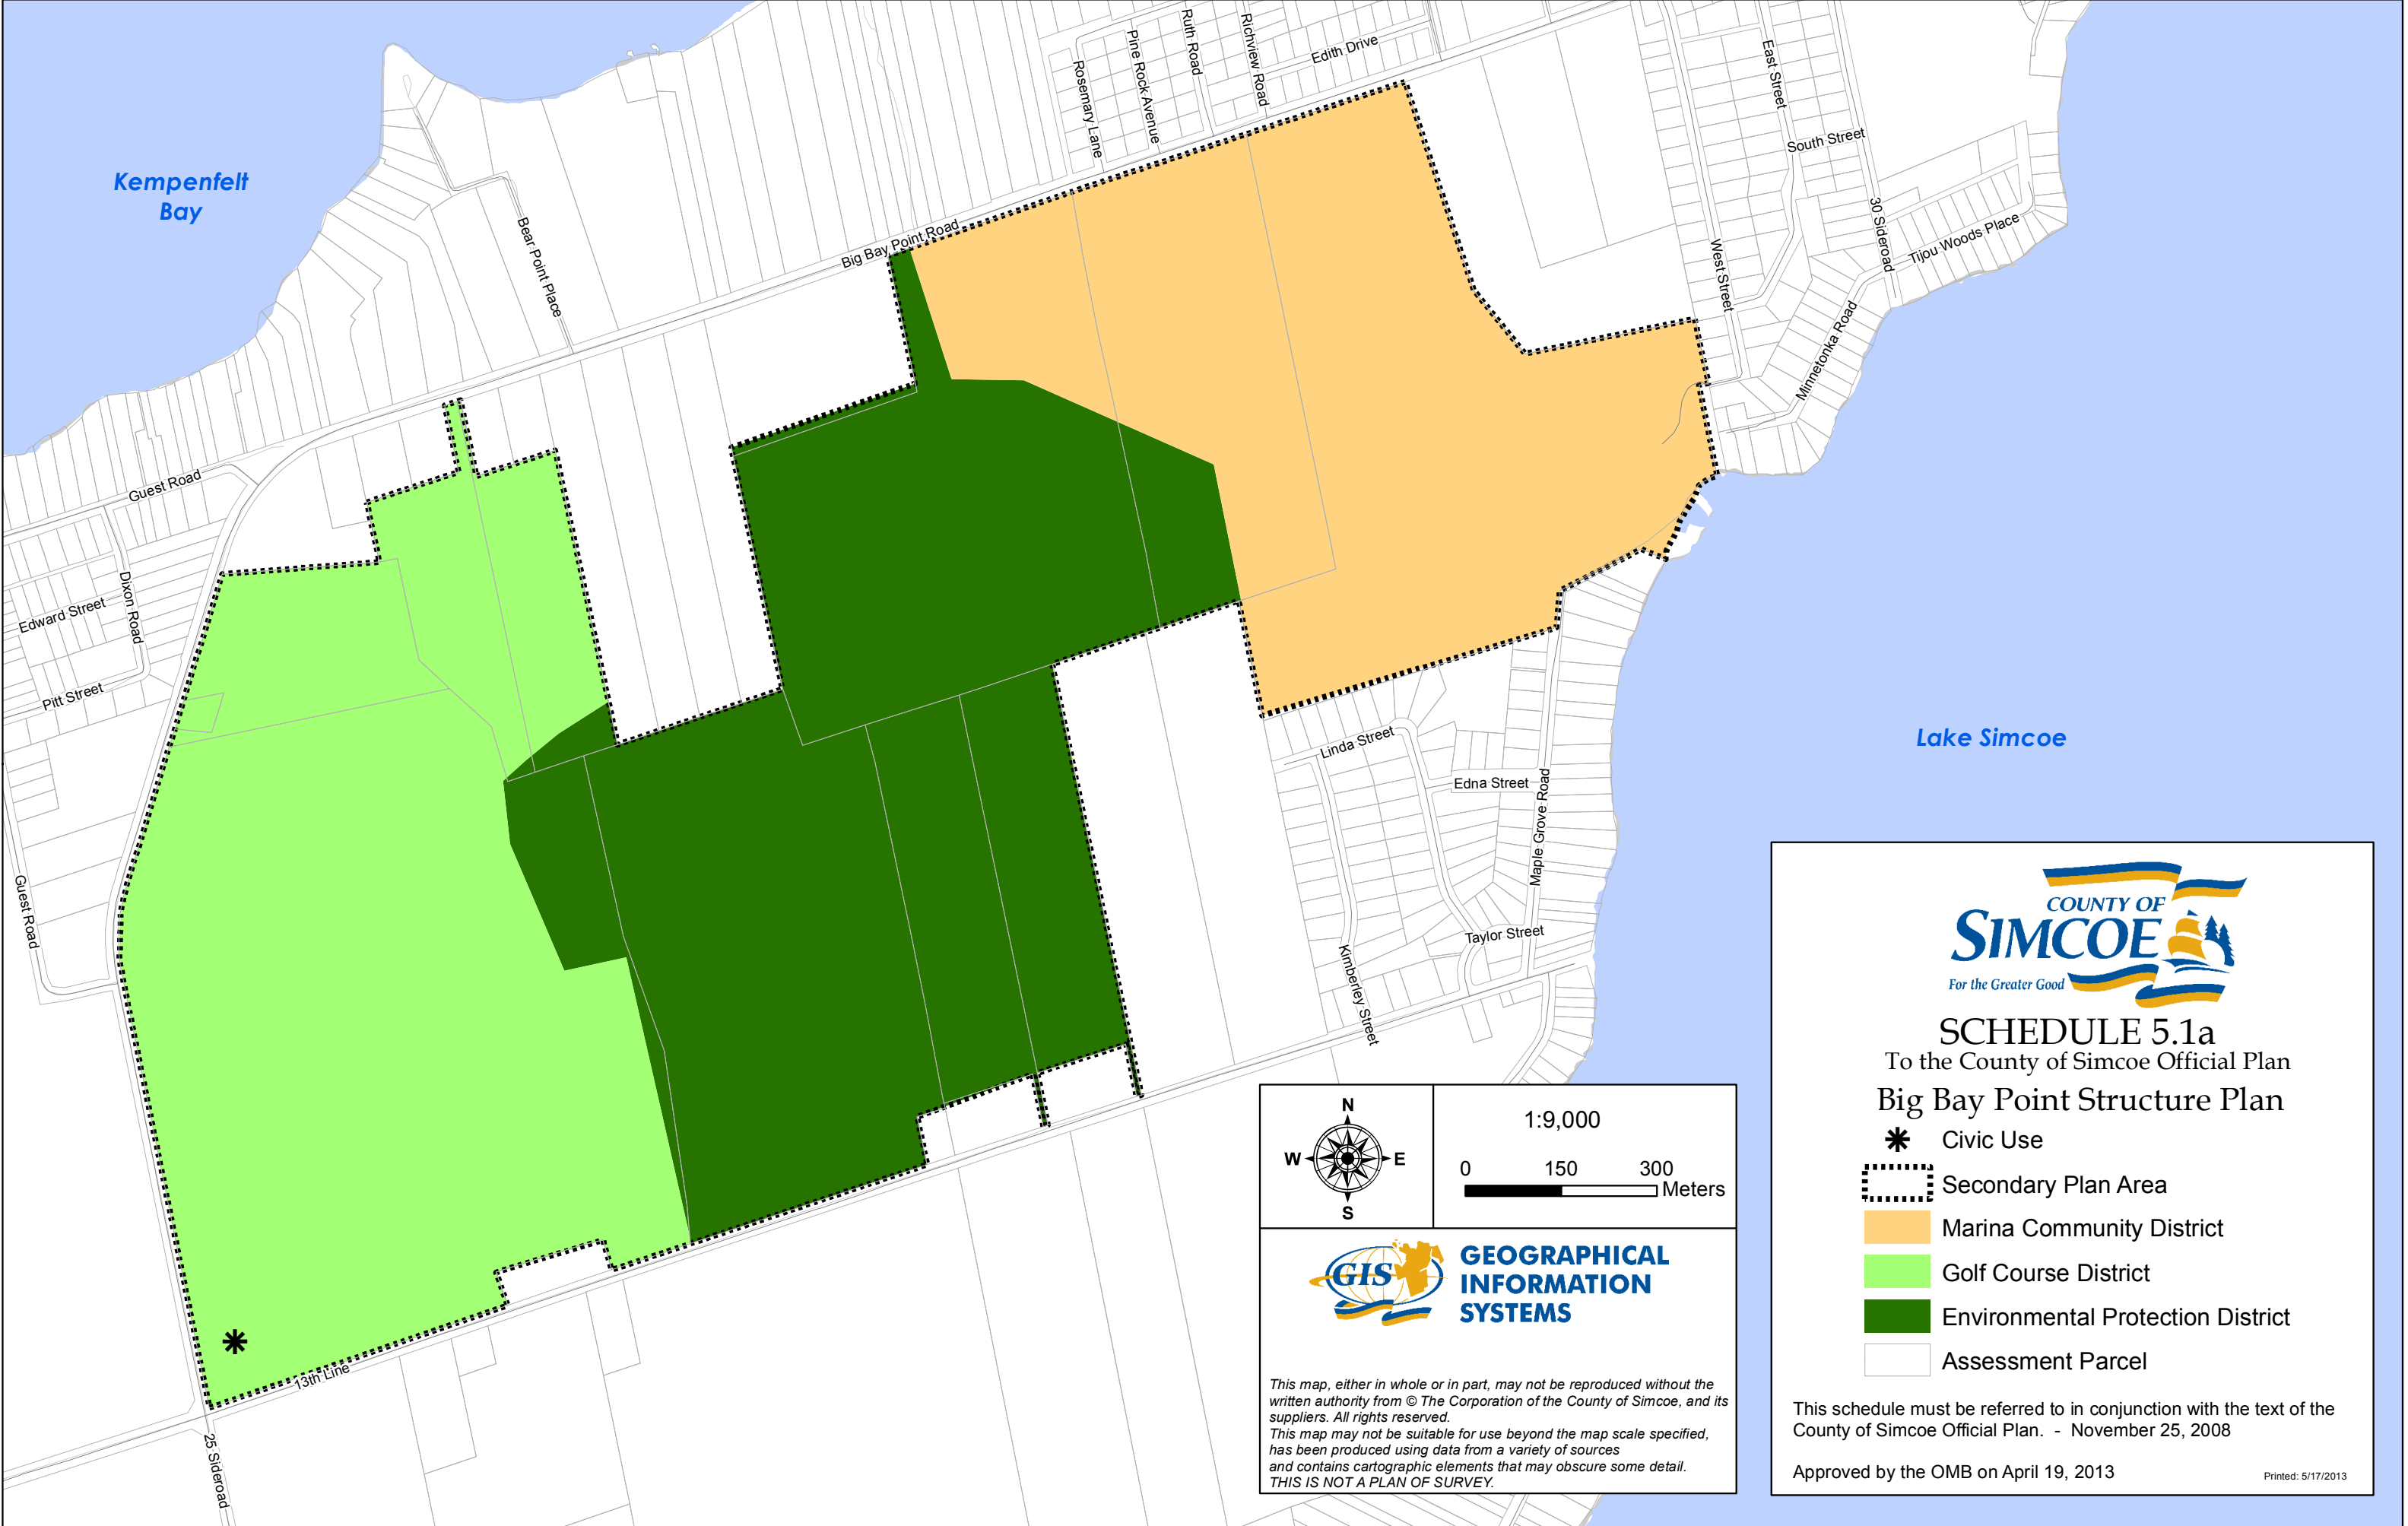 Kempenfelt
Bay
Rosemary Lane
Pine Rock Avenue
Ruth Road
Richview Road
Edith Drive
East Street
South Street
30 Sideroad
Tijou Woods Place
West Street
Minnetonka Road
Bear Point Place
Big Bay Point Road
Guest Road
Dixon Road
Edward Street
Pitt Street
Guest Road
Linda Street
Edna Street
Maple Grove Road
Taylor Street
Kimberley Street
13th Line
25 Sideroad
Lake Simcoe
N
W E
S
1:9,000
0 150 300
Meters
GIS
GEOGRAPHICAL
INFORMATION
SYSTEMS
This map, either in whole or in part, may not be reproduced without the
written authority from © The Corporation of the County of Simcoe, and its
suppliers. All rights reserved.
This map may not be suitable for use beyond the map scale specified,
has been produced using data from a variety of sources
and contains cartographic elements that may obscure some detail.
THIS IS NOT A PLAN OF SURVEY.
COUNTY OF
SIMCOE
For the Greater Good
SCHEDULE 5.1a
To the County of Simcoe Official Plan
Big Bay Point Structure Plan
Civic Use
Secondary Plan Area
Marina Community District
Golf Course District
Environmental Protection District
Assessment Parcel
This schedule must be referred to in conjunction with the text of the
County of Simcoe Official Plan. - November 25, 2008
Approved by the OMB on April 19, 2013
Printed: 5/17/2013